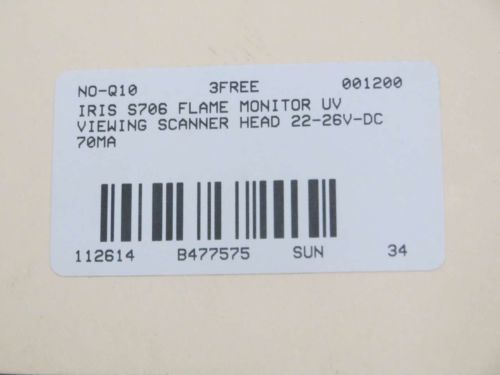 NO-Q10 3FREE 001200
IRIS S706 FLAME MONITOR UV
VIEWING SCANNER HEAD 22-26V-DC
70MA
112614 B477575 SUN 34